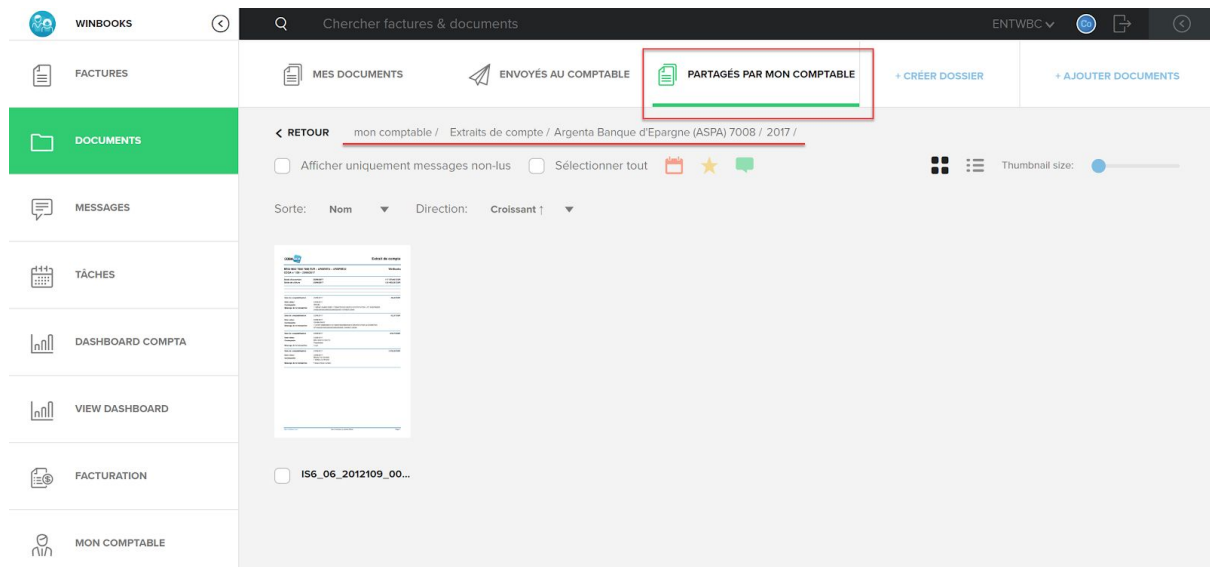 WINBOOKS
Chercher factures & documents
ENTWBC
Co
FACTURES
MES DOCUMENTS
ENVOYÉS AU COMPTABLE
PARTAGÉS PAR MON COMPTABLE
+ CRÉER DOSSIER
+ AJOUTER DOCUMENTS
DOCUMENTS
< RETOUR mon comptable / Extraits de compte / Argenta Banque d'Epargne (ASPA) 7008 / 2017 /
Afficher uniquement messages non-lus Sélectionner tout
Thumbnail size:
MESSAGES
Sorte: Nom Direction: Croissant ↑
Extrait de compte
TÂCHES
DASHBOARD COMPTA
VIEW DASHBOARD
FACTURATION
IS6_06_2012109_00...
MON COMPTABLE